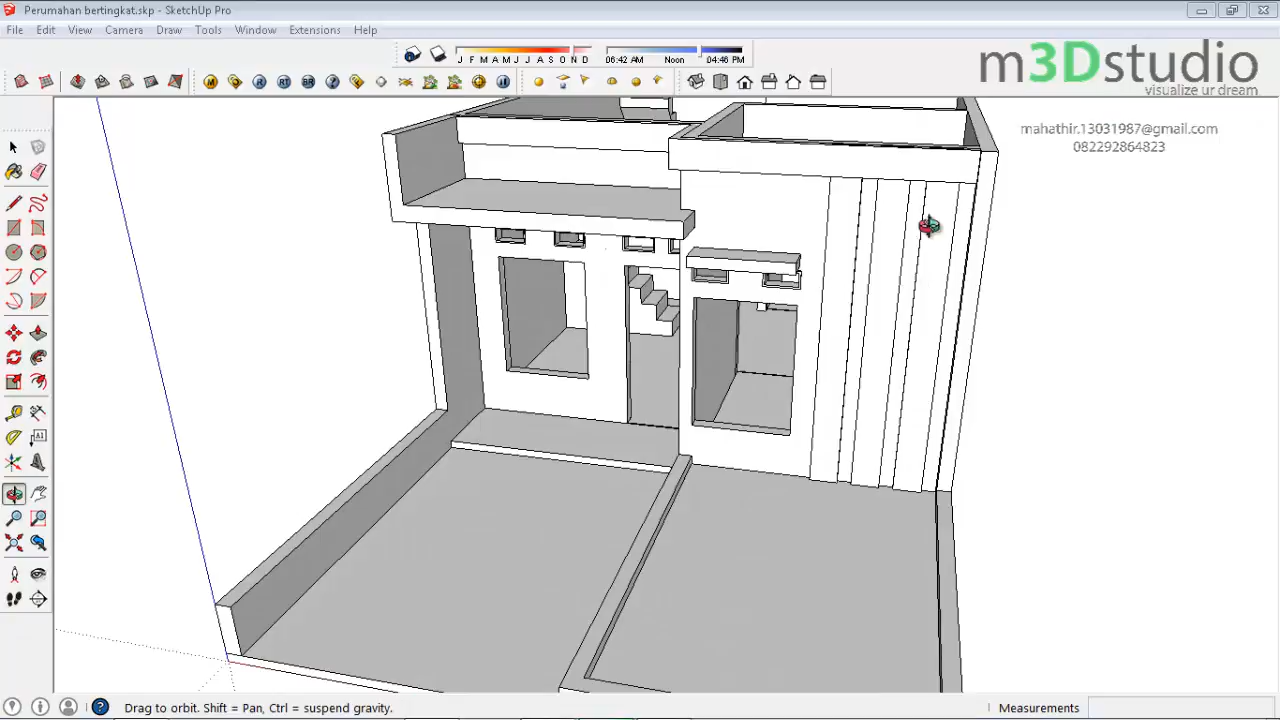 Perumahan bertingkat.skp - SketchUp Pro
File Edit View Camera Draw Tools Window Extensions Help
J F M A M J J A S O N D 06:42 AM Noon 04:46 PM
m3Dstudio
visualize ur dream
mahathir.13031987@gmail.com
082292864823
Drag to orbit. Shift = Pan, Ctrl = suspend gravity.
Measurements